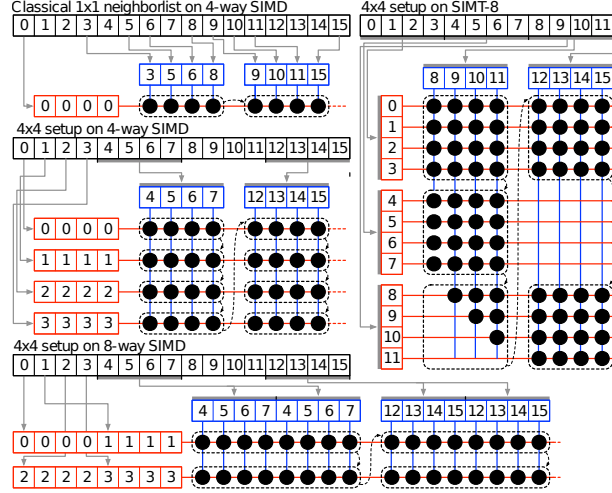 Classical 1x1 neighborlist on 4-way SIMD
0 1 2 3 4 5 6 7 8 9 10 11 12 13 14 15
3 5 6 8 9 10 11 15
0 0 0 0
4x4 setup on 4-way SIMD
0 1 2 3 4 5 6 7 8 9 10 11 12 13 14 15
4 5 6 7 12 13 14 15
0 0 0 0
1 1 1 1
2 2 2 2
3 3 3 3
4x4 setup on 8-way SIMD
0 1 2 3 4 5 6 7 8 9 10 11 12 13 14 15
4 5 6 7 4 5 6 7 12 13 14 15 12 13 14 15
0 0 0 0 1 1 1 1
2 2 2 2 3 3 3 3
4x4 setup on SIMT-8
0 1 2 3 4 5 6 7 8 9 10 11
8 9 10 11 12 13 14 15
0
1
2
3
4
5
6
7
8
9
10
11